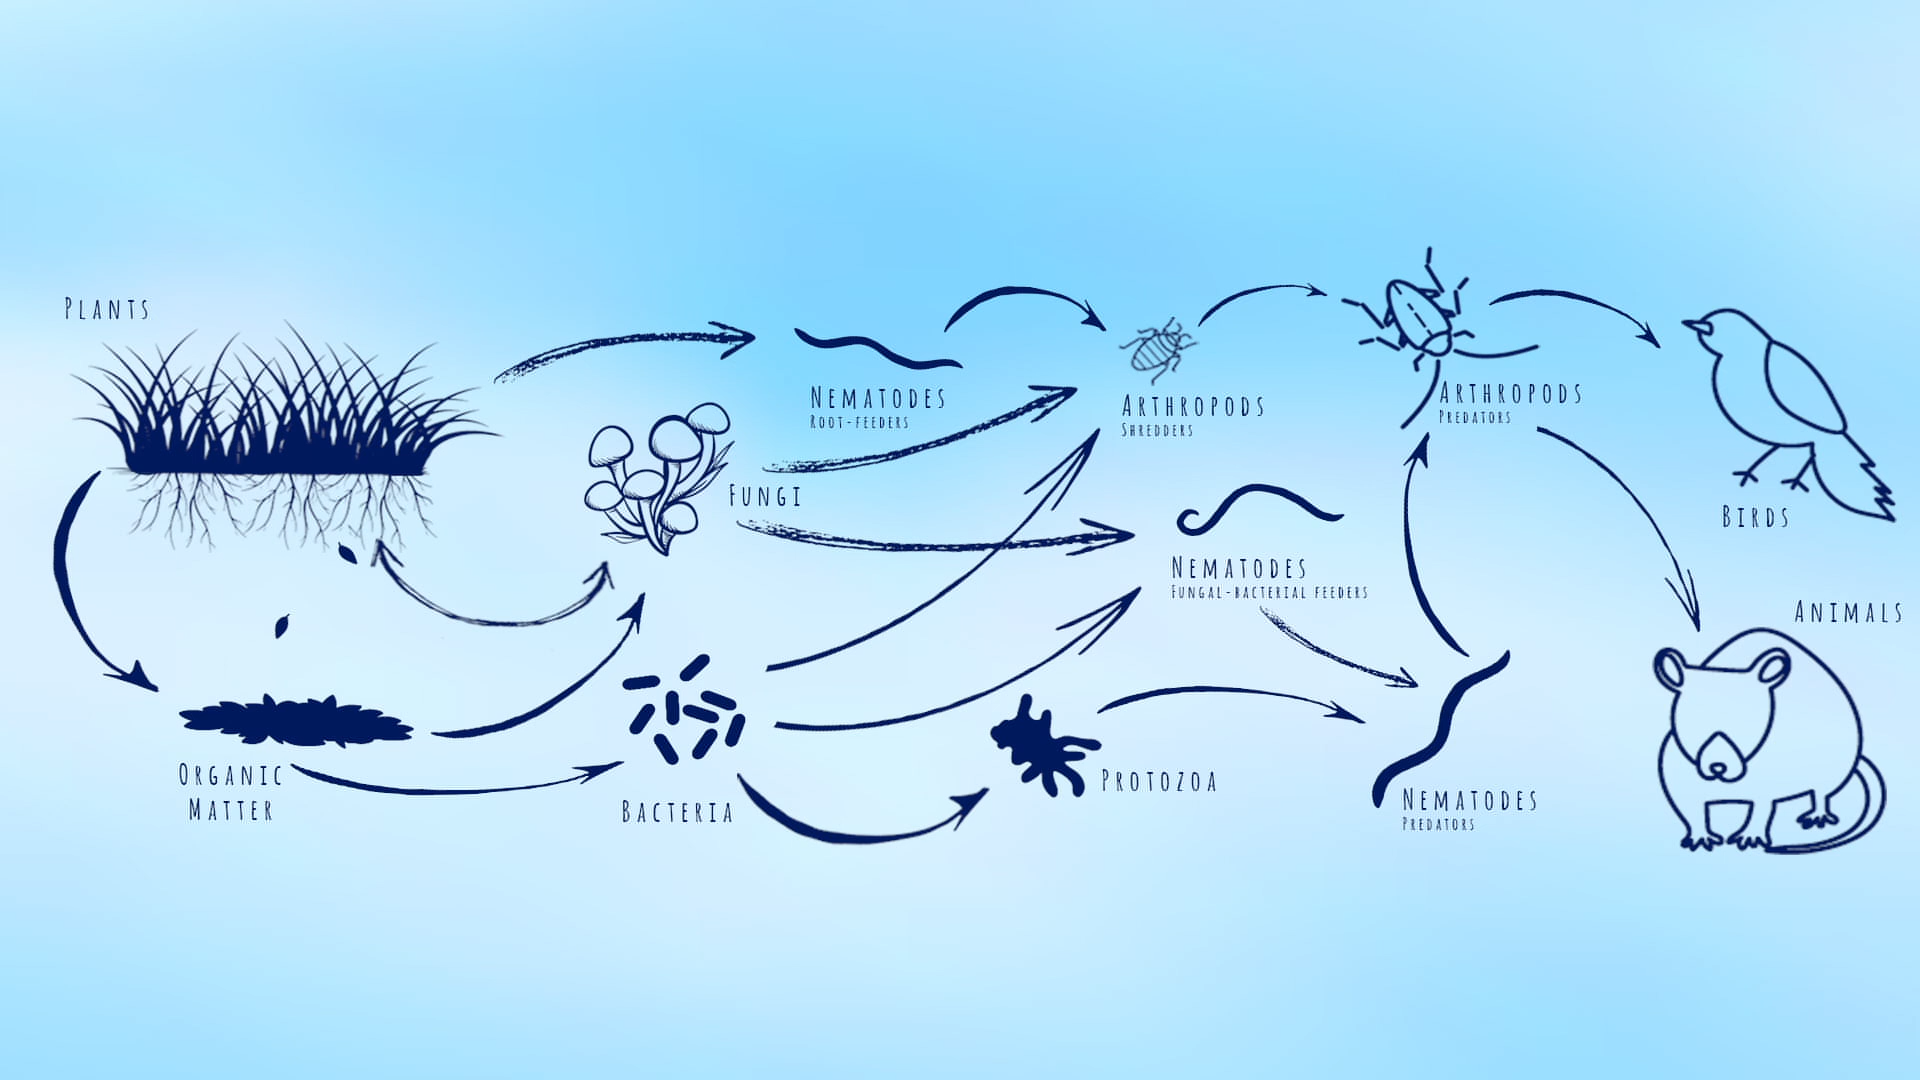 Plants
Nematodes
Root-feeders
Arthropods
Shredders
Arthropods
Predators
Fungi
Birds
Nematodes
Fungal-bacterial feeders
Animals
Organic
Matter
Bacteria
Protozoa
Nematodes
Predators